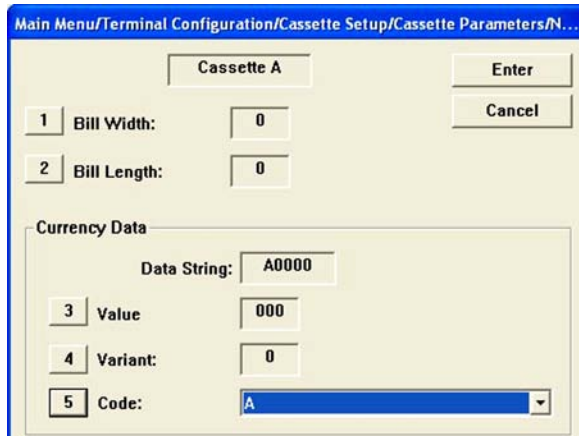 Main Menu/Terminal Configuration/Cassette Setup/Cassette Parameters/N...
Cassette A
Enter
1 Bill Width: 0
Cancel
2 Bill Length: 0
Currency Data
Data String: A0000
3 Value 000
4 Variant: 0
5 Code: A